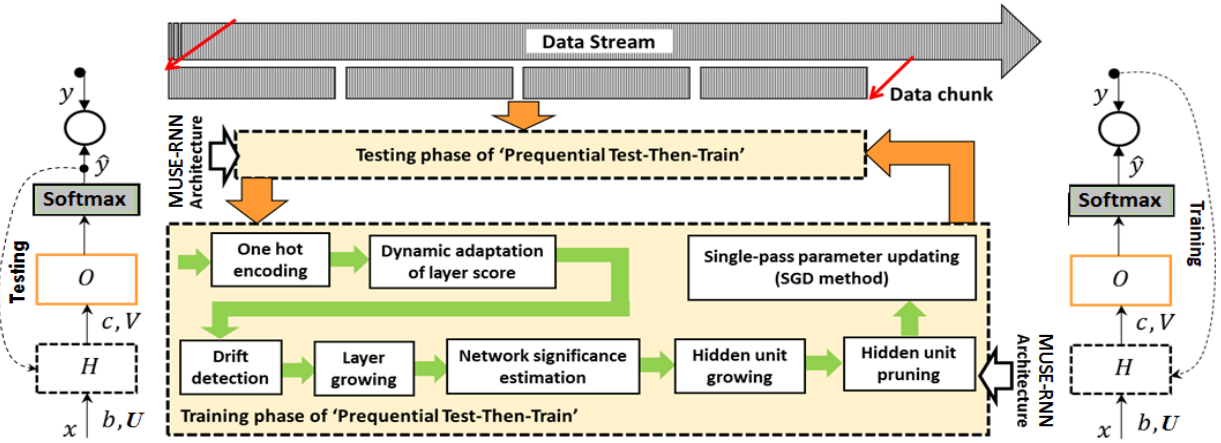 Data Stream
Data chunk
y
ŷ
Softmax
Testing
O
c, V
H
x
b, U
MUSE-RNN
Architecture
Testing phase of ‘Prequential Test-Then-Train’
One hot
encoding
Dynamic adaptation
of layer score
Single-pass parameter updating
(SGD method)
Drift
detection
Layer
growing
Network significance
estimation
Hidden unit
growing
Hidden unit
pruning
Training phase of ‘Prequential Test-Then-Train’
MUSE-RNN
Architecture
y
ŷ
Softmax
Training
O
c, V
H
x
b, U